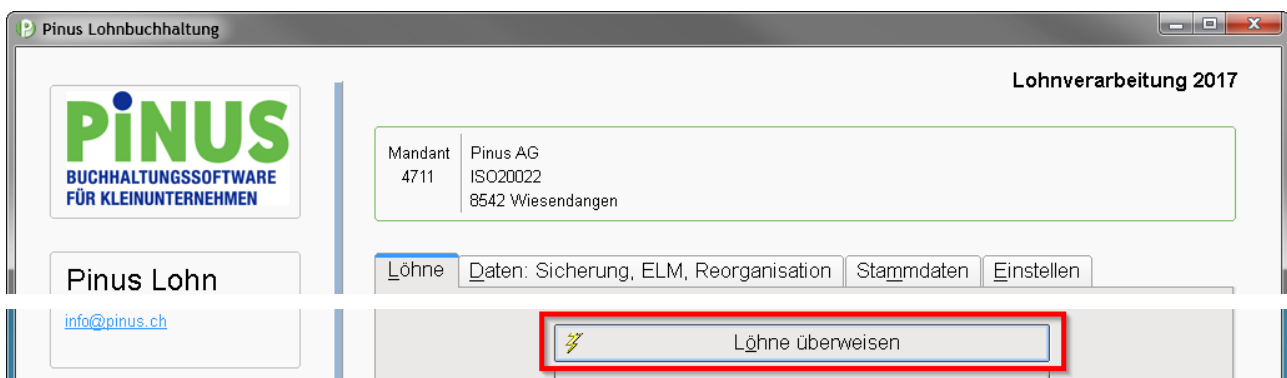 Pinus Lohnbuchhaltung
Lohnverarbeitung 2017
PiNUS
BUCHHALTUNGSSOFTWARE
FÜR KLEINUNTERNEHMEN
Mandant Pinus AG
4711 ISO20022
8542 Wiesendangen
Pinus Lohn
Löhne Daten: Sicherung, ELM, Reorganisation Stammdaten Einstellen
info@pinus.ch
Löhne überweisen